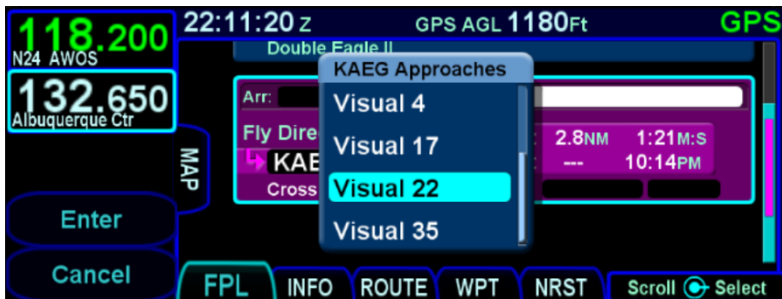 118.200
N24 AWOS
132.650
Albuquerque Ctr
Enter
Cancel
22:11:20 Z
GPS AGL 1180Ft
GPS
Double Eagle II
KAEG Approaches
Visual 4
Visual 17
Visual 22
Visual 35
Arr:
Fly Dire
KAE
Cross
2.8NM
1:21M:S
---
10:14PM
MAP
FPL
INFO
ROUTE
WPT
NRST
Scroll
Select